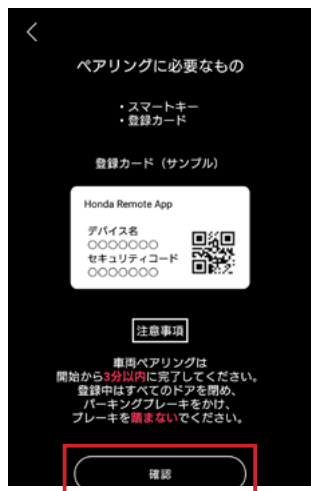 ペアリングに必要なもの
・スマートキー
・登録カード
登録カード（サンプル）
Honda Remote App
デバイス名
○○○○○○○
セキュリティコード
○○○○○○○
注意事項
車両ペアリングは
開始から3分以内に完了してください。
登録中はすべてのドアを閉め、
パーキングブレーキをかけ、
ブレーキを踏まないでください。
確認